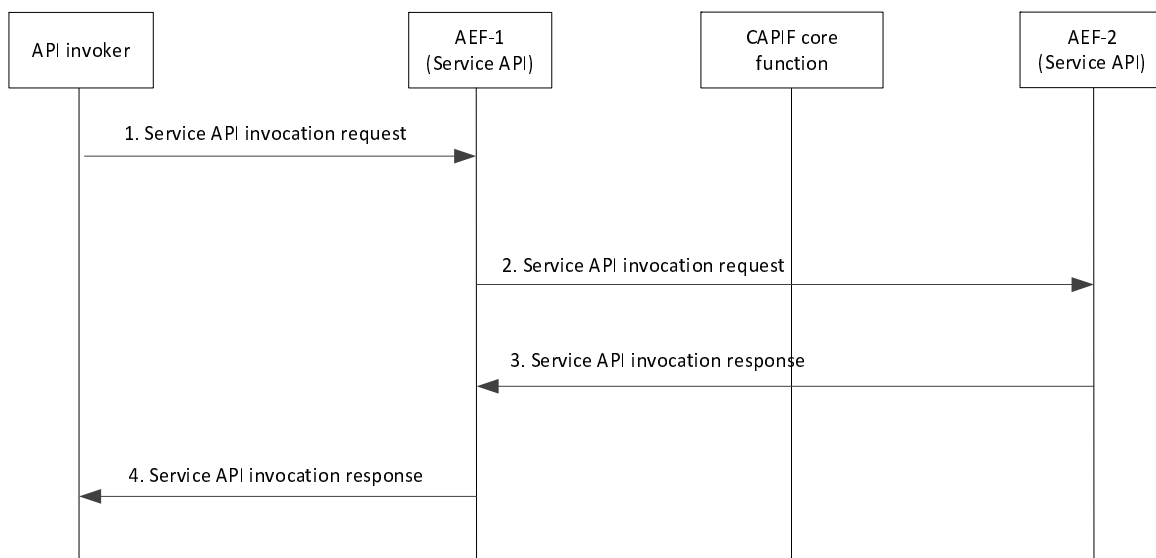 API invoker
AEF-1
(Service API)
CAPIF core
function
AEF-2
(Service API)
1. Service API invocation request
2. Service API invocation request
3. Service API invocation response
4. Service API invocation response